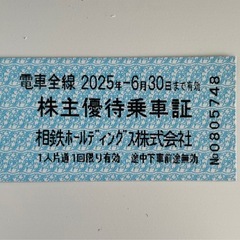 電車全線 2025年-6月30日まで有効
株主優待乗車証
相鉄ホールディングス株式会社
1人片道1回限り有効 途中下車前途無効
№0805748